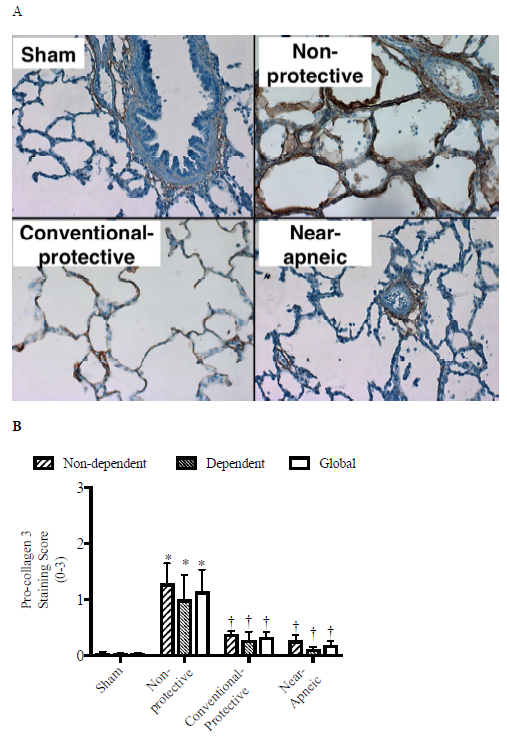 A
Sham
Non-
protective
Conventional-
protective
Near-
apneic
B
Non-dependent
Dependent
Global
Pro-collagen 3
Staining Score
(0-3)
3
2
1
0
* * *
† † †
† † †
Sham
Non-
protective
Conventional-
Protective
Near-
Apneic